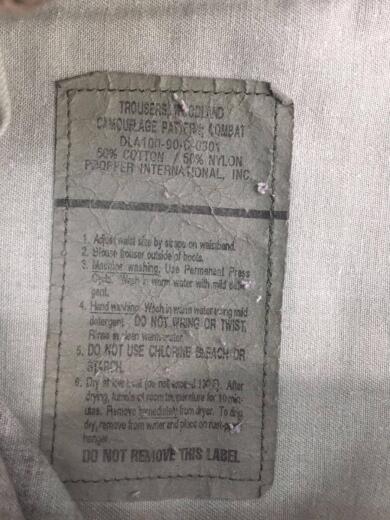 TROUSERS, WOODLAND
CAMOUFLAGE PATTERN, COMBAT
DLA100-90-C-0301
50% COTTON / 50% NYLON
PROPPER INTERNATIONAL, INC.
1. Adjust waist size by straps on waistband.
2. Blouse trouser outside of boots.
3. Machine washing: Use Permanent Press
Cycle. Wash in warm water with mild deter-
gent.
4. Hand washing: Wash in warm water using mild
detergent. DO NOT WRING OR TWIST.
Rinse in clean warm water.
5. DO NOT USE CHLORINE BLEACH OR
STARCH.
6. Dry at low heat (do not exceed 130°F). After
drying, tumble at room temperature for 10 min-
utes. Remove immediately from dryer. To drip
dry, remove from water and place on rust-proof
hanger.
DO NOT REMOVE THIS LABEL